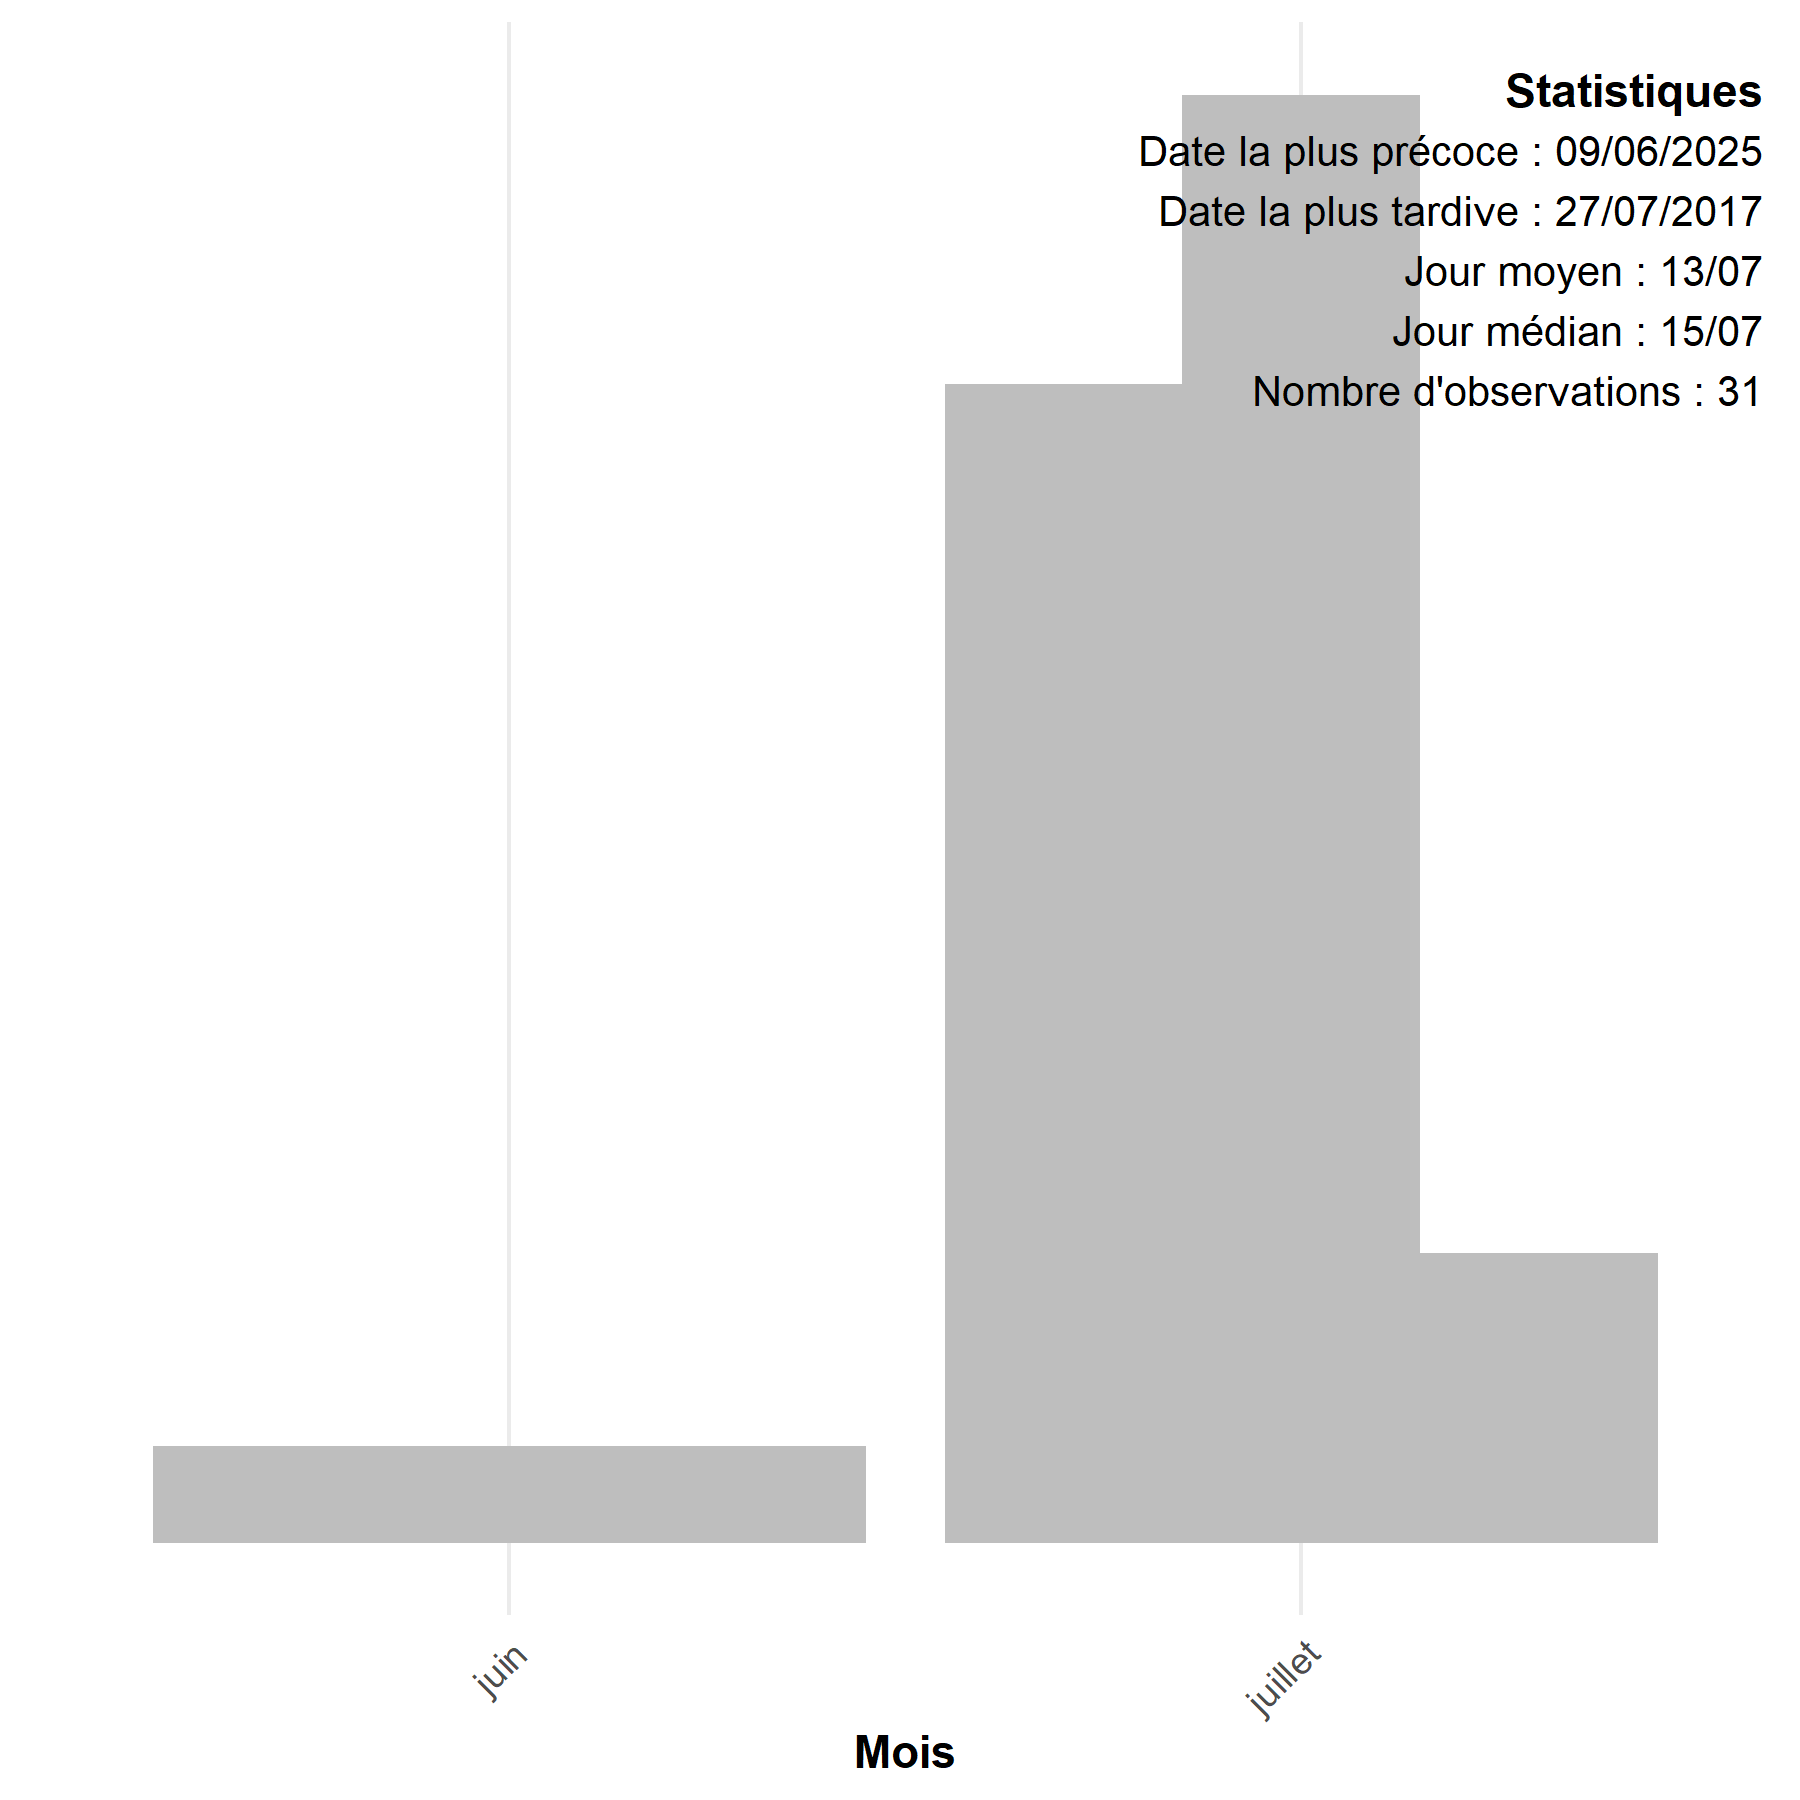 Statistiques
Date la plus précoce : 09/06/2025
Date la plus tardive : 27/07/2017
Jour moyen : 13/07
Jour médian : 15/07
Nombre d'observations : 31
juin
juillet
Mois